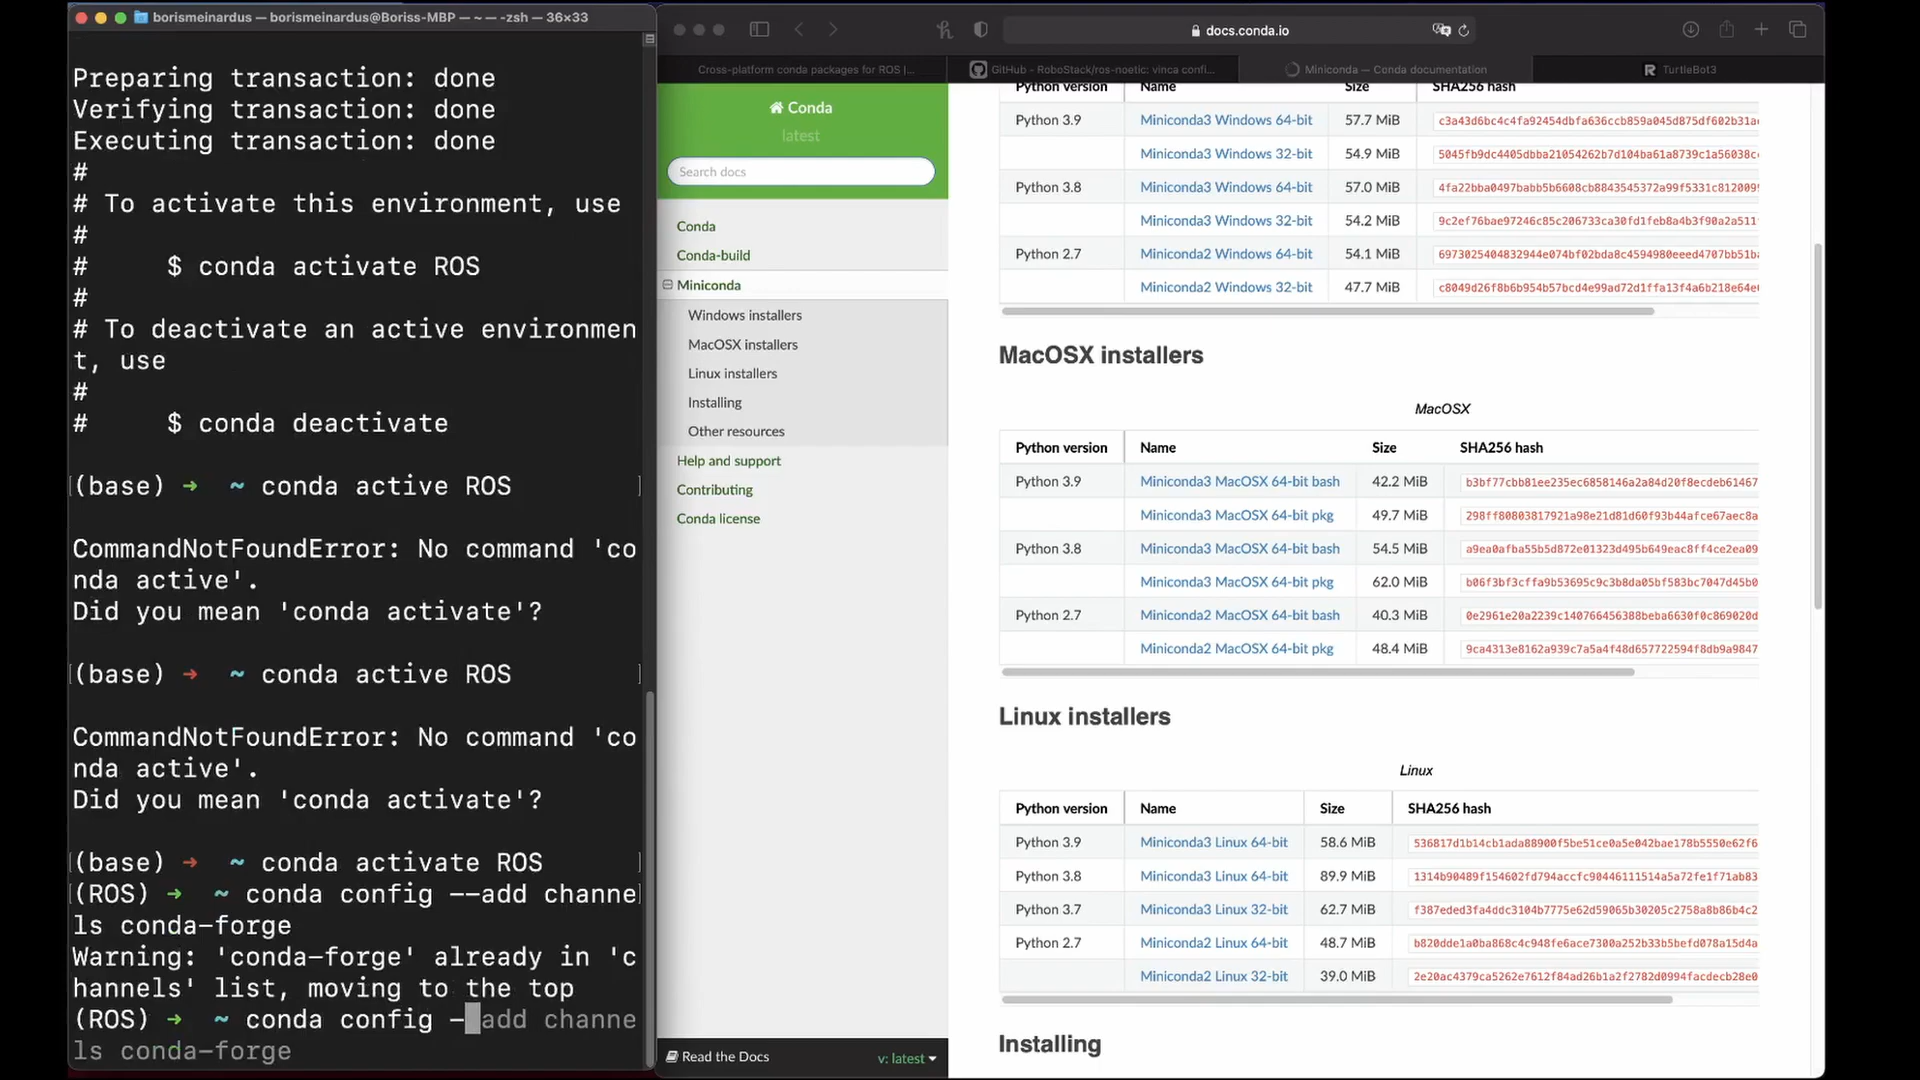 borismeinardus — borismeinardus@Boriss-MBP — ~ — -zsh — 36×33
Preparing transaction: done
Verifying transaction: done
Executing transaction: done
#
# To activate this environment, use
#
#     $ conda activate ROS
#
# To deactivate an active environmen
t, use
#
#     $ conda deactivate
(base) ➜ ~ conda active ROS
CommandNotFoundError: No command 'co
nda active'.
Did you mean 'conda activate'?
(base) ➜ ~ conda active ROS
CommandNotFoundError: No command 'co
nda active'.
Did you mean 'conda activate'?
(base) ➜ ~ conda activate ROS
(ROS) ➜ ~ conda config --add channe
ls conda-forge
Warning: 'conda-forge' already in 'c
hannels' list, moving to the top
(ROS) ➜ ~ conda config -add channe
ls conda-forge
docs.conda.io
Cross-platform conda packages for ROS |...
GitHub - RoboStack/ros-noetic: vinca confi...
Miniconda — Conda documentation
TurtleBot3
Conda
latest
Search docs
Conda
Conda-build
Miniconda
Windows installers
MacOSX installers
Linux installers
Installing
Other resources
Help and support
Contributing
Conda license
Read the Docs
v: latest
Python version Name Size SHA256 hash
Python 3.9 Miniconda3 Windows 64-bit 57.7 MiB
Miniconda3 Windows 32-bit 54.9 MiB
Python 3.8 Miniconda3 Windows 64-bit 57.0 MiB
Miniconda3 Windows 32-bit 54.2 MiB
Python 2.7 Miniconda2 Windows 64-bit 54.1 MiB
Miniconda2 Windows 32-bit 47.7 MiB
MacOSX installers
MacOSX
Python version Name Size SHA256 hash
Python 3.9 Miniconda3 MacOSX 64-bit bash 42.2 MiB
Miniconda3 MacOSX 64-bit pkg 49.7 MiB
Python 3.8 Miniconda3 MacOSX 64-bit bash 54.5 MiB
Miniconda3 MacOSX 64-bit pkg 62.0 MiB
Python 2.7 Miniconda2 MacOSX 64-bit bash 40.3 MiB
Miniconda2 MacOSX 64-bit pkg 48.4 MiB
Linux installers
Linux
Python version Name Size SHA256 hash
Python 3.9 Miniconda3 Linux 64-bit 58.6 MiB
Python 3.8 Miniconda3 Linux 64-bit 89.9 MiB
Python 3.7 Miniconda3 Linux 32-bit 62.7 MiB
Python 2.7 Miniconda2 Linux 64-bit 48.7 MiB
Miniconda2 Linux 32-bit 39.0 MiB
Installing